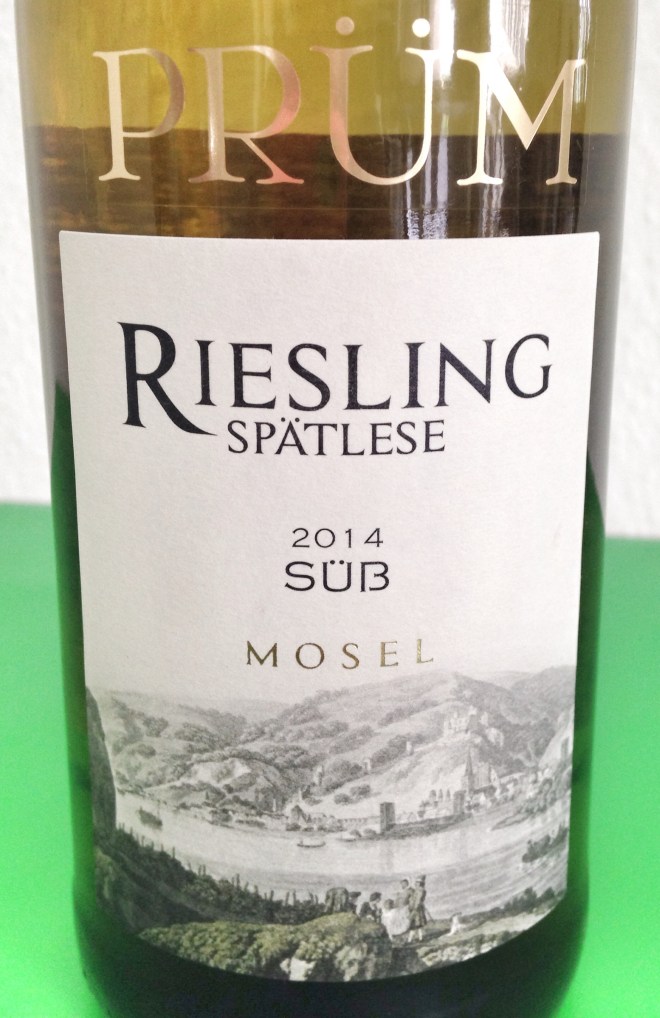 PRÜM
RIESLING
SPÄTLESE
2014
SÜẞ
MOSEL